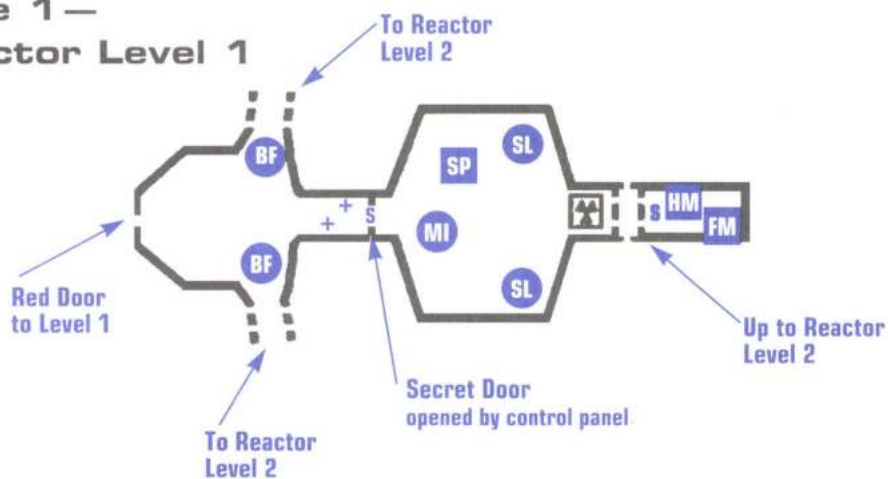 e 1—
ctor Level 1
To Reactor
Level 2
BF
SL
SP
HM
S
S
FM
MI
BF
SL
Red Door
to Level 1
Up to Reactor
Level 2
Secret Door
opened by control panel
To Reactor
Level 2